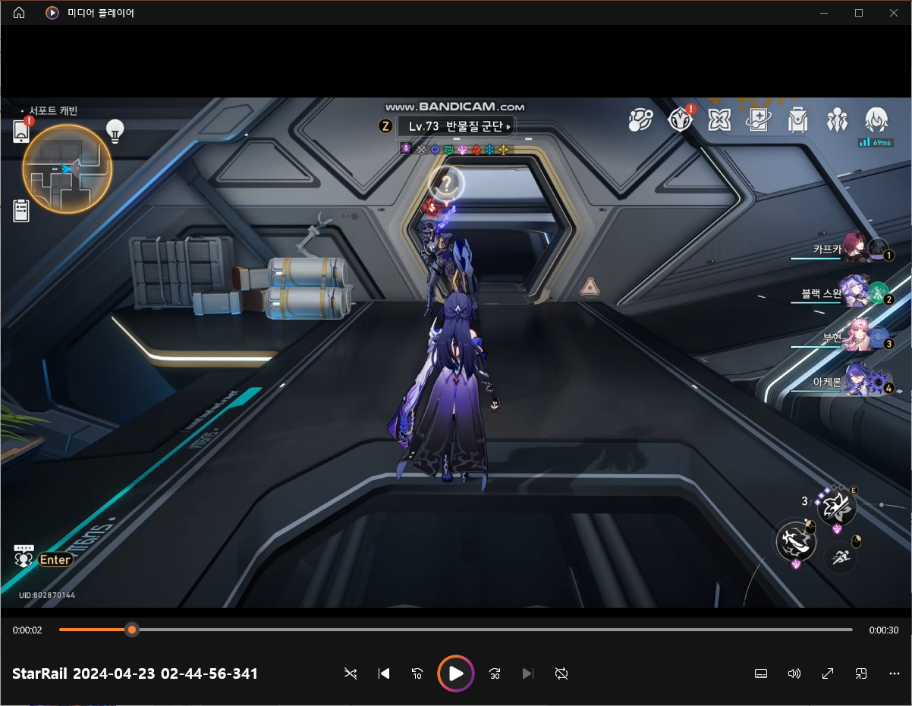 미디어 플레이어
서포트 캐빈
www.BANDICAM.com
Z Lv.73 반물질 군단
69ms
카프카
1
블랙 스완
2
부현
3
아케론
4
3
E
Enter
UID:802870144
0:00:02
0:00:30
StarRail 2024-04-23 02-44-56-341
10
30